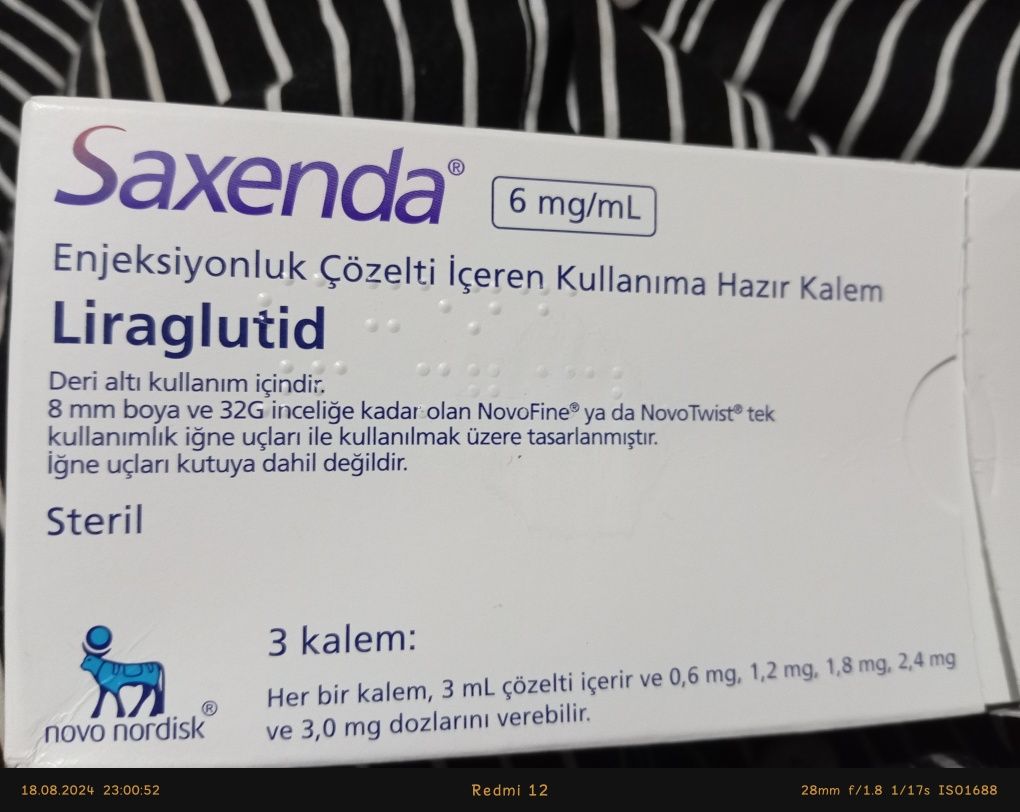 Saxenda®
6 mg/mL
Enjeksiyonluk Çözelti İçeren Kullanıma Hazır Kalem
Liraglutid
Deri altı kullanım içindir.
8 mm boya ve 32G inceliğe kadar olan NovoFine® ya da NovoTwist® tek
kullanımlık iğne uçları ile kullanılmak üzere tasarlanmıştır.
İğne uçları kutuya dahil değildir.
Steril
3 kalem:
Her bir kalem, 3 mL çözelti içerir ve 0,6 mg, 1,2 mg, 1,8 mg, 2,4 mg
ve 3,0 mg dozlarını verebilir.
novo nordisk®
18.08.2024 23:00:52
Redmi 12
28mm f/1.8 1/17s ISO1688